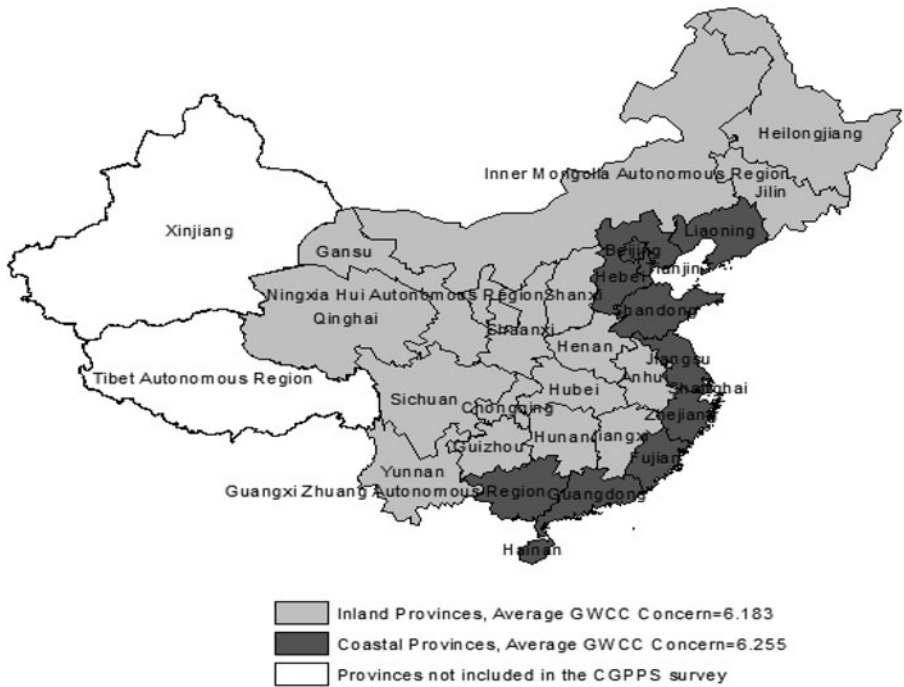 Heilongjiang
Inner Mongolia Autonomous Region
Jilin
Xinjiang
Liaoning
Gansu
Beijing
Hebei
Tianjin
Ningxia Hui Autonomous Region
Shanxi
Qinghai
Shandong
Shaanxi
Henan
Jiangsu
Tibet Autonomous Region
Anhui
Shanghai
Hubei
Sichuan
Chongqing
Zhejiang
Hunan
Jiangxi
Guizhou
Fujian
Yunnan
Guangxi Zhuang Autonomous Region
Guangdong
Hainan
Inland Provinces, Average GWCC Concern=6.183
Coastal Provinces, Average GWCC Concern=6.255
Provinces not included in the CGPPS survey